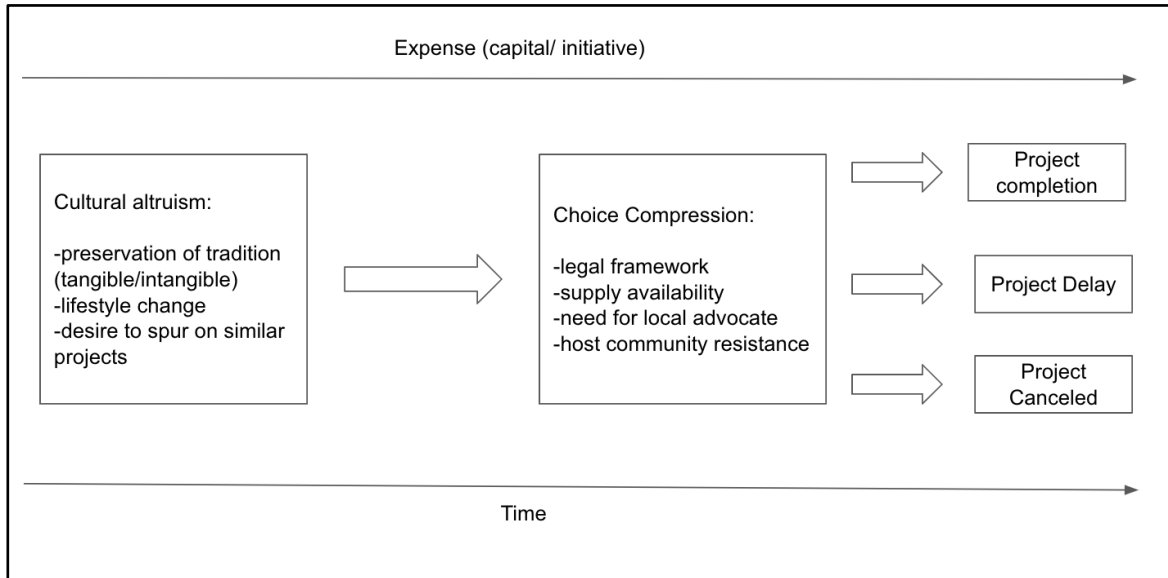 Expense (capital/ initiative)
Cultural altruism:
-preservation of tradition
(tangible/intangible)
-lifestyle change
-desire to spur on similar
projects
Choice Compression:
-legal framework
-supply availability
-need for local advocate
-host community resistance
Project
completion
Project Delay
Project
Canceled
Time